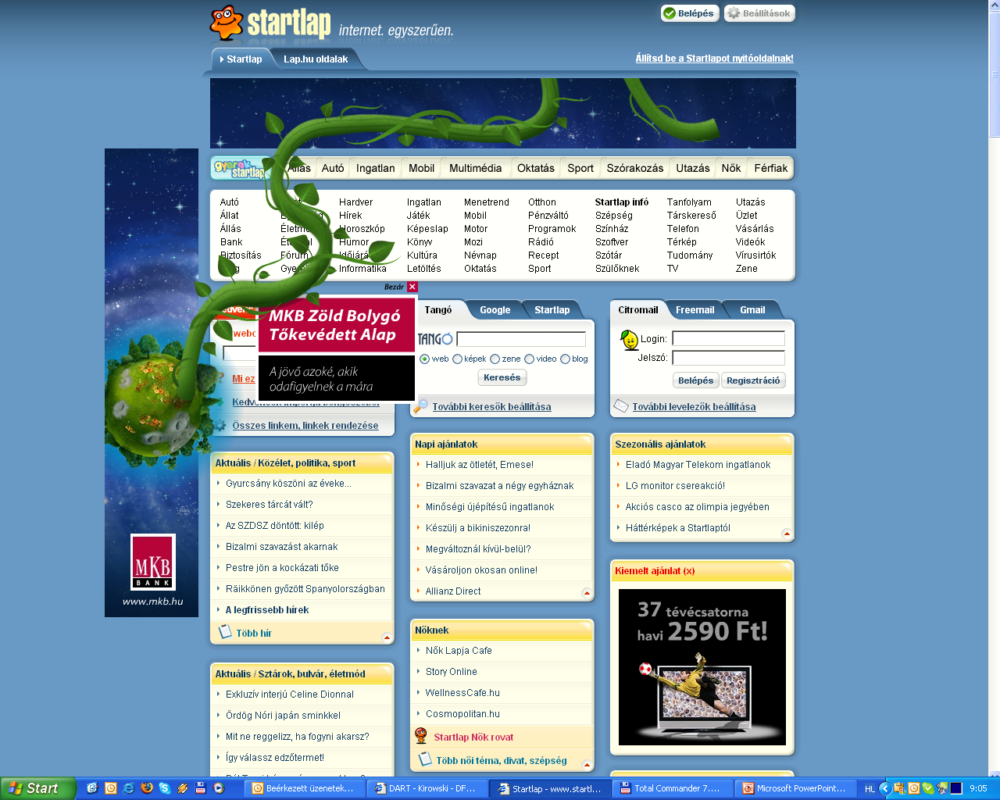 startlap internet. egyszerűen.
Belépés Beállítások
Startlap Lap.hu oldalak
Állítsd be a Startlapot nyitóoldalnak!
gyerek startlap Állás Autó Ingatlan Mobil Multimédia Oktatás Sport Szórakozás Utazás Nők Férfiak
Autó Hardver Ingatlan Menetrend Otthon Startlap infó Tanfolyam Utazás
Állat Hírek Játék Mobil Pénzváltó Szépség Társkereső Üzlet
Állás Horoszkóp Képeslap Motor Programok Színház Telefon Vásárlás
Bank Humor Könyv Mozi Rádió Szoftver Térkép Videók
Biztosítás Fórum Kultúra Névnap Recept Szótár Tudomány Vírusirtók
Informatika Letöltés Oktatás Sport Szülőknek TV Zene
Bezár
MKB Zöld Bolygó
Tőkevédett Alap
A jövő azoké, akik
odafigyelnek a mára
Mi ez
Összes linkem, linkek rendezése
Tangó Google Startlap
TANGO
web képek zene video blog
Keresés
További keresők beállítása
Citromail Freemail Gmail
Login:
Jelszó:
Belépés Regisztráció
További levelezők beállítása
MKB
BANK
www.mkb.hu
Aktuális / Közélet, politika, sport
Gyurcsány köszöni az éveke...
Szekeres tárcát vált?
Az SZDSZ döntött: kilép
Bizalmi szavazást akarnak
Pestre jön a kockázati tőke
Räikkönen győzött Spanyolországban
A legfrissebb hírek
Több hír
Aktuális / Sztárok, bulvár, életmód
Exkluzív interjú Celine Dionnal
Ördög Nóri japán sminkkel
Mit ne reggelizz, ha fogyni akarsz?
Így válassz edzőtermet!
Napi ajánlatok
Halljuk az ötletét, Emese!
Bizalmi szavazat a négy egyháznak
Minőségi újépítésű ingatlanok
Készülj a bikiniszezonra!
Megváltoznál kívül-belül?
Vásároljon okosan online!
Allianz Direct
Nőknek
Nők Lapja Cafe
Story Online
WellnessCafe.hu
Cosmopolitan.hu
Startlap Nők rovat
Több női téma, divat, szépség
Szezonális ajánlatok
Eladó Magyar Telekom ingatlanok
LG monitor csereakció!
Akciós casco az olimpia jegyében
Háttérképek a Startlaptól
Kiemelt ajánlat (x)
37 tévécsatorna
havi 2590 Ft!
Start Beérkezett üzenetek... DART - Kirowski - DF... Startlap - www.startl... Total Commander 7.... Microsoft PowerPoint... HU 9:05